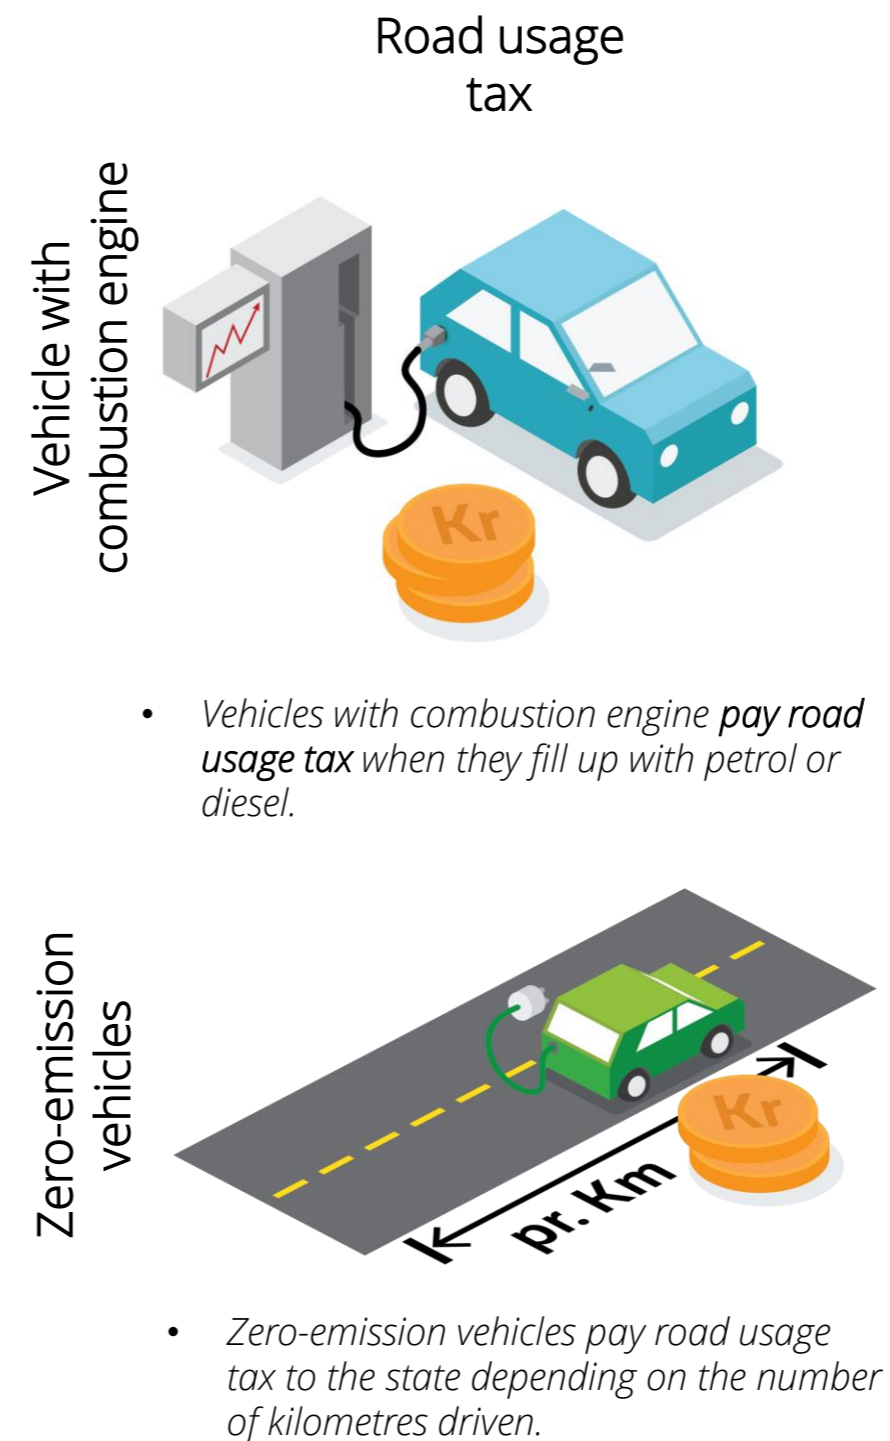 Road usage
tax
Vehicle with
combustion engine
Kr
• Vehicles with combustion engine pay road
usage tax when they fill up with petrol or
diesel.
Zero-emission
vehicles
Kr
pr. Km
• Zero-emission vehicles pay road usage
tax to the state depending on the number
of kilometres driven.